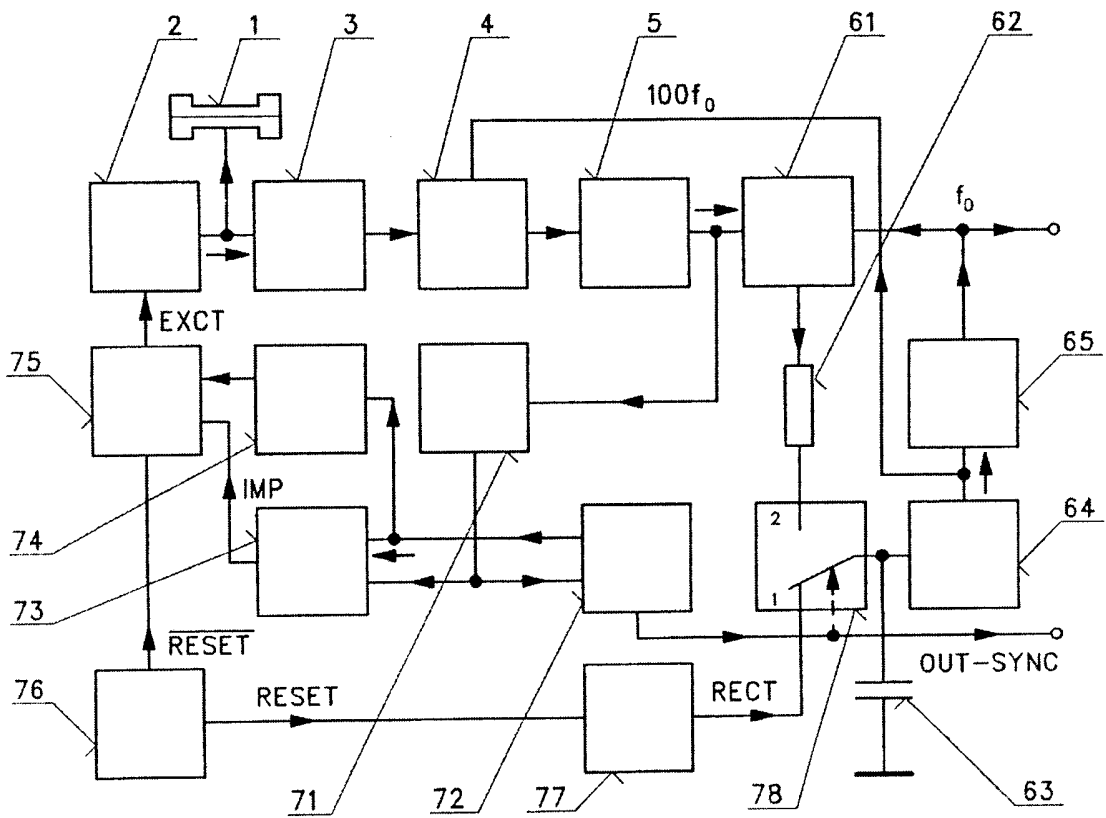 2 1 3 4 5 61 62
100f₀
f₀
EXCT
75
65
IMP
74
2
64
73
1
R̅E̅S̅E̅T̅
OUT-SYNC
76
RESET
RECT
71 72 77 78 63